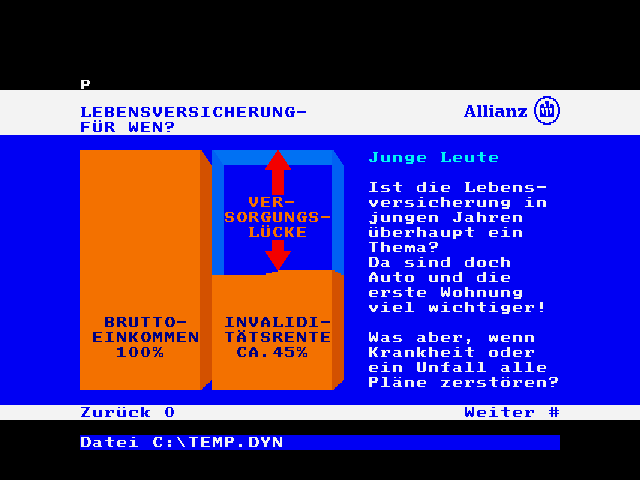 P
LEBENSVERSICHERUNG-
FÜR WEN?
Allianz
VER-
SORGUNGS-
LÜCKE
BRUTTO-
EINKOMMEN
100%
INVALIDI-
TÄTSRENTE
CA.45%
Junge Leute
Ist die Lebens-
versicherung in
jungen Jahren
überhaupt ein
Thema?
Da sind doch
Auto und die
erste Wohnung
viel wichtiger!
Was aber, wenn
Krankheit oder
ein Unfall alle
Pläne zerstören?
Zurück 0
Weiter #
Datei C:\TEMP.DYN